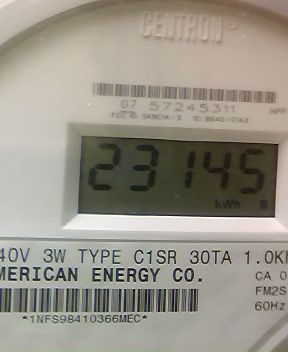 CENTRON
07 57245311
23145
kWh
40V 3W TYPE C1SR 30TA 1.0K
MERICAN ENERGY CO.
CA 0
FM2S
60Hz
*1NFS98410366MEC*